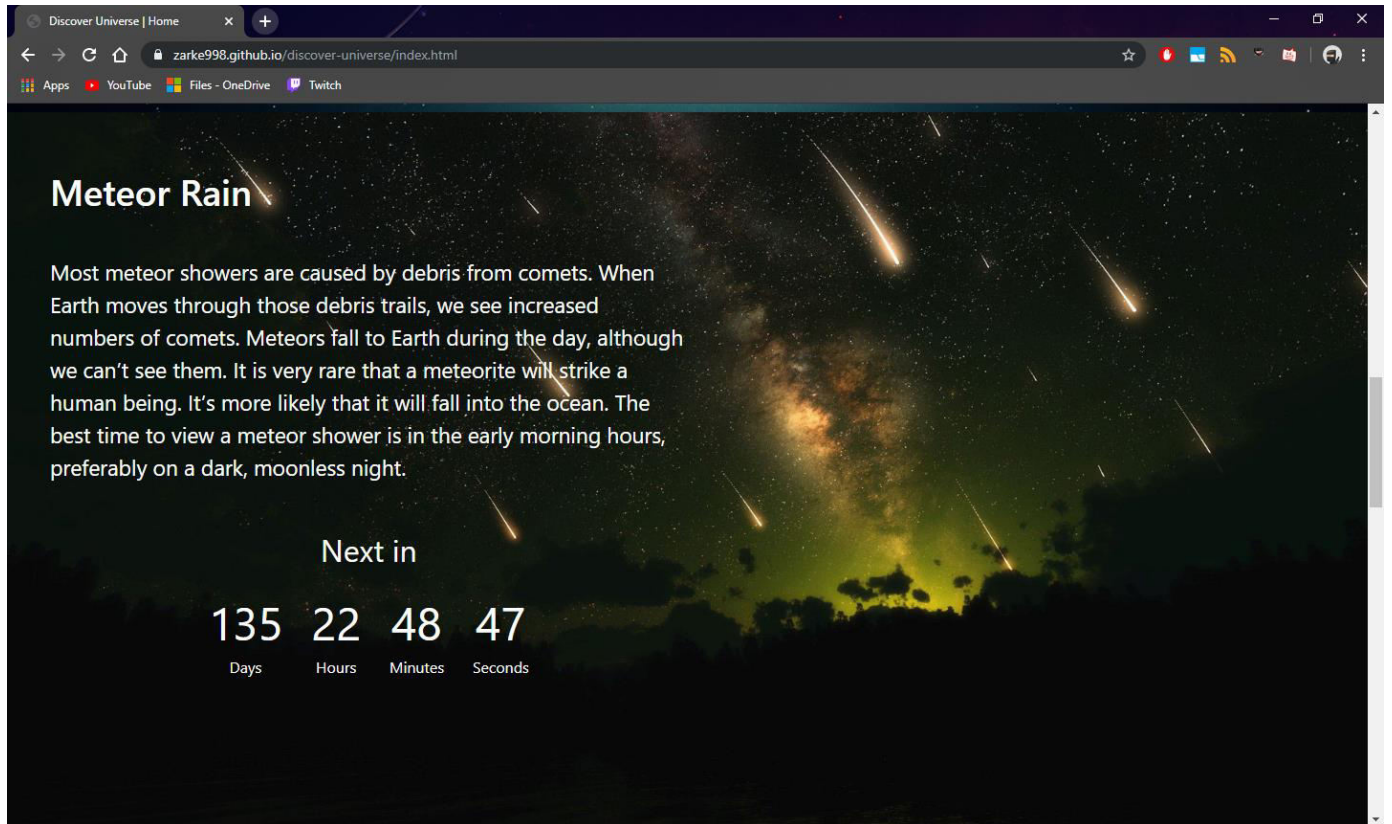 Discover Universe | Home
zarke998.github.io/discover-universe/index.html
Apps YouTube Files - OneDrive Twitch
Meteor Rain
Most meteor showers are caused by debris from comets. When
Earth moves through those debris trails, we see increased
numbers of comets. Meteors fall to Earth during the day, although
we can’t see them. It is very rare that a meteorite will strike a
human being. It’s more likely that it will fall into the ocean. The
best time to view a meteor shower is in the early morning hours,
preferably on a dark, moonless night.
Next in
135 22 48 47
Days Hours Minutes Seconds